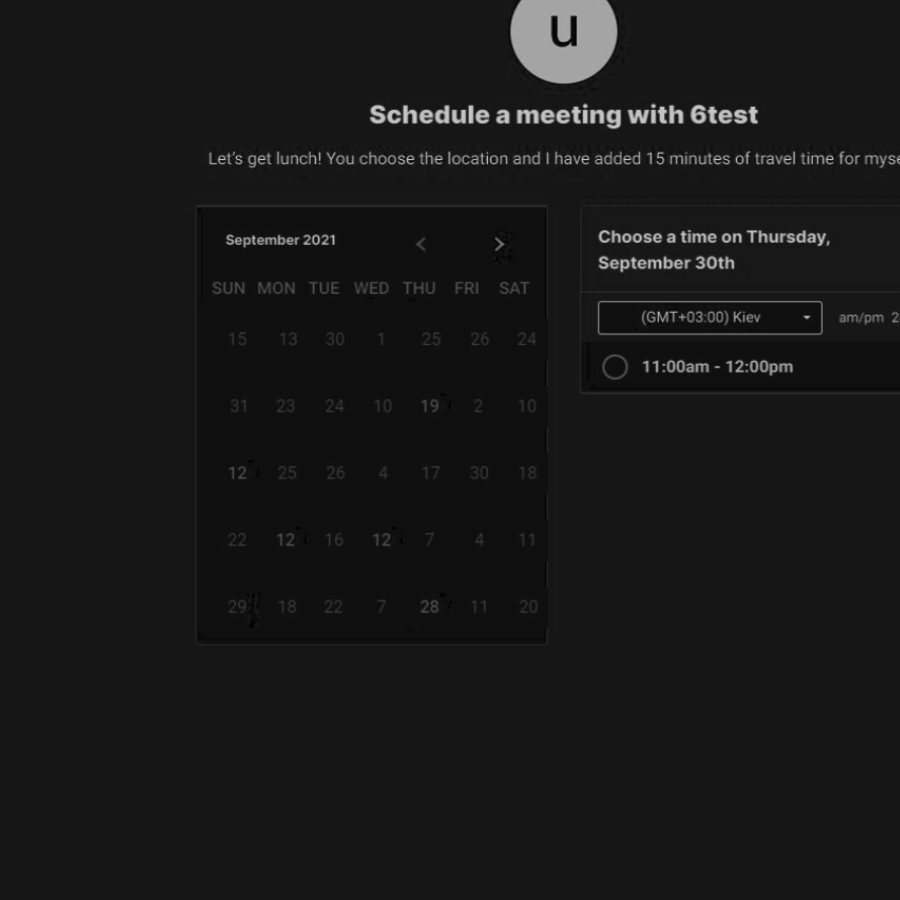 u
Schedule a meeting with 6test
Let's get lunch! You choose the location and I have added 15 minutes of travel time for myse
September 2021
SUN MON TUE WED THU FRI SAT
15 13 30 1 25 26 24
31 23 24 10 19 2 10
12 25 26 4 17 30 18
22 12 16 12 7 4 11
29 18 22 7 28 11 20
Choose a time on Thursday,
September 30th
(GMT+03:00) Kiev
am/pm 2
11:00am - 12:00pm